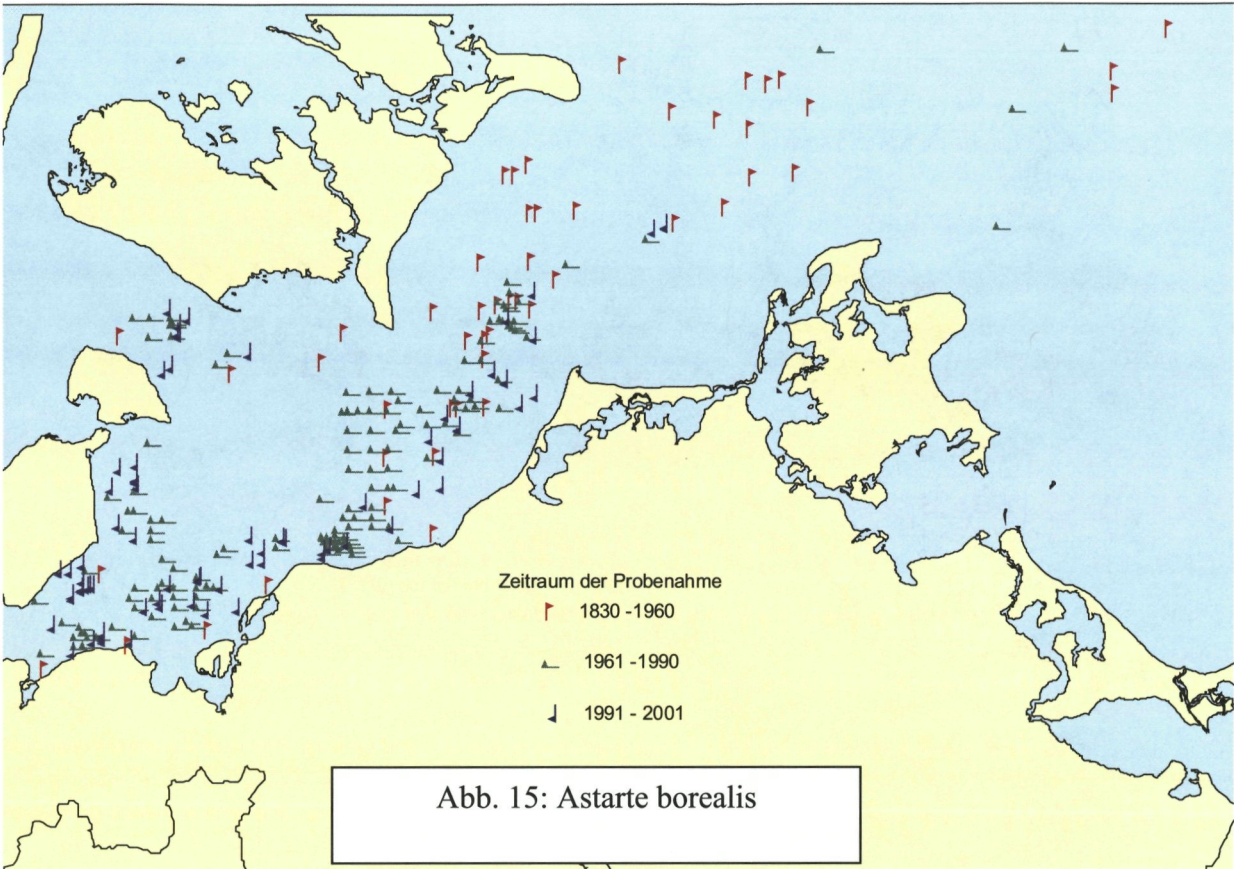 Zeitraum der Probenahme
1830 -1960
1961 -1990
1991 - 2001
Abb. 15: Astarte borealis